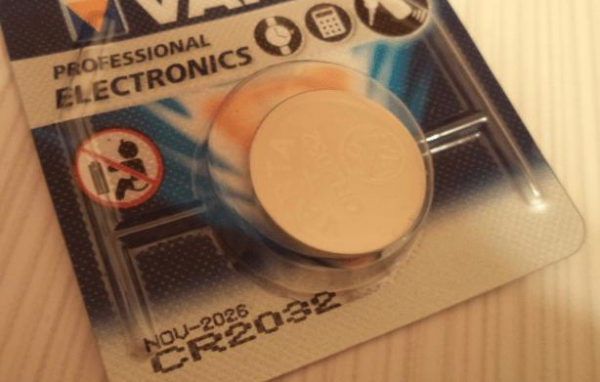 PROFESSIONAL
ELECTRONICS
NOV-2026
CR2032